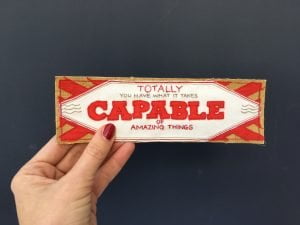 TOTALLY
YOU HAVE WHAT IT TAKES
CAPABLE
OF
AMAZING THINGS